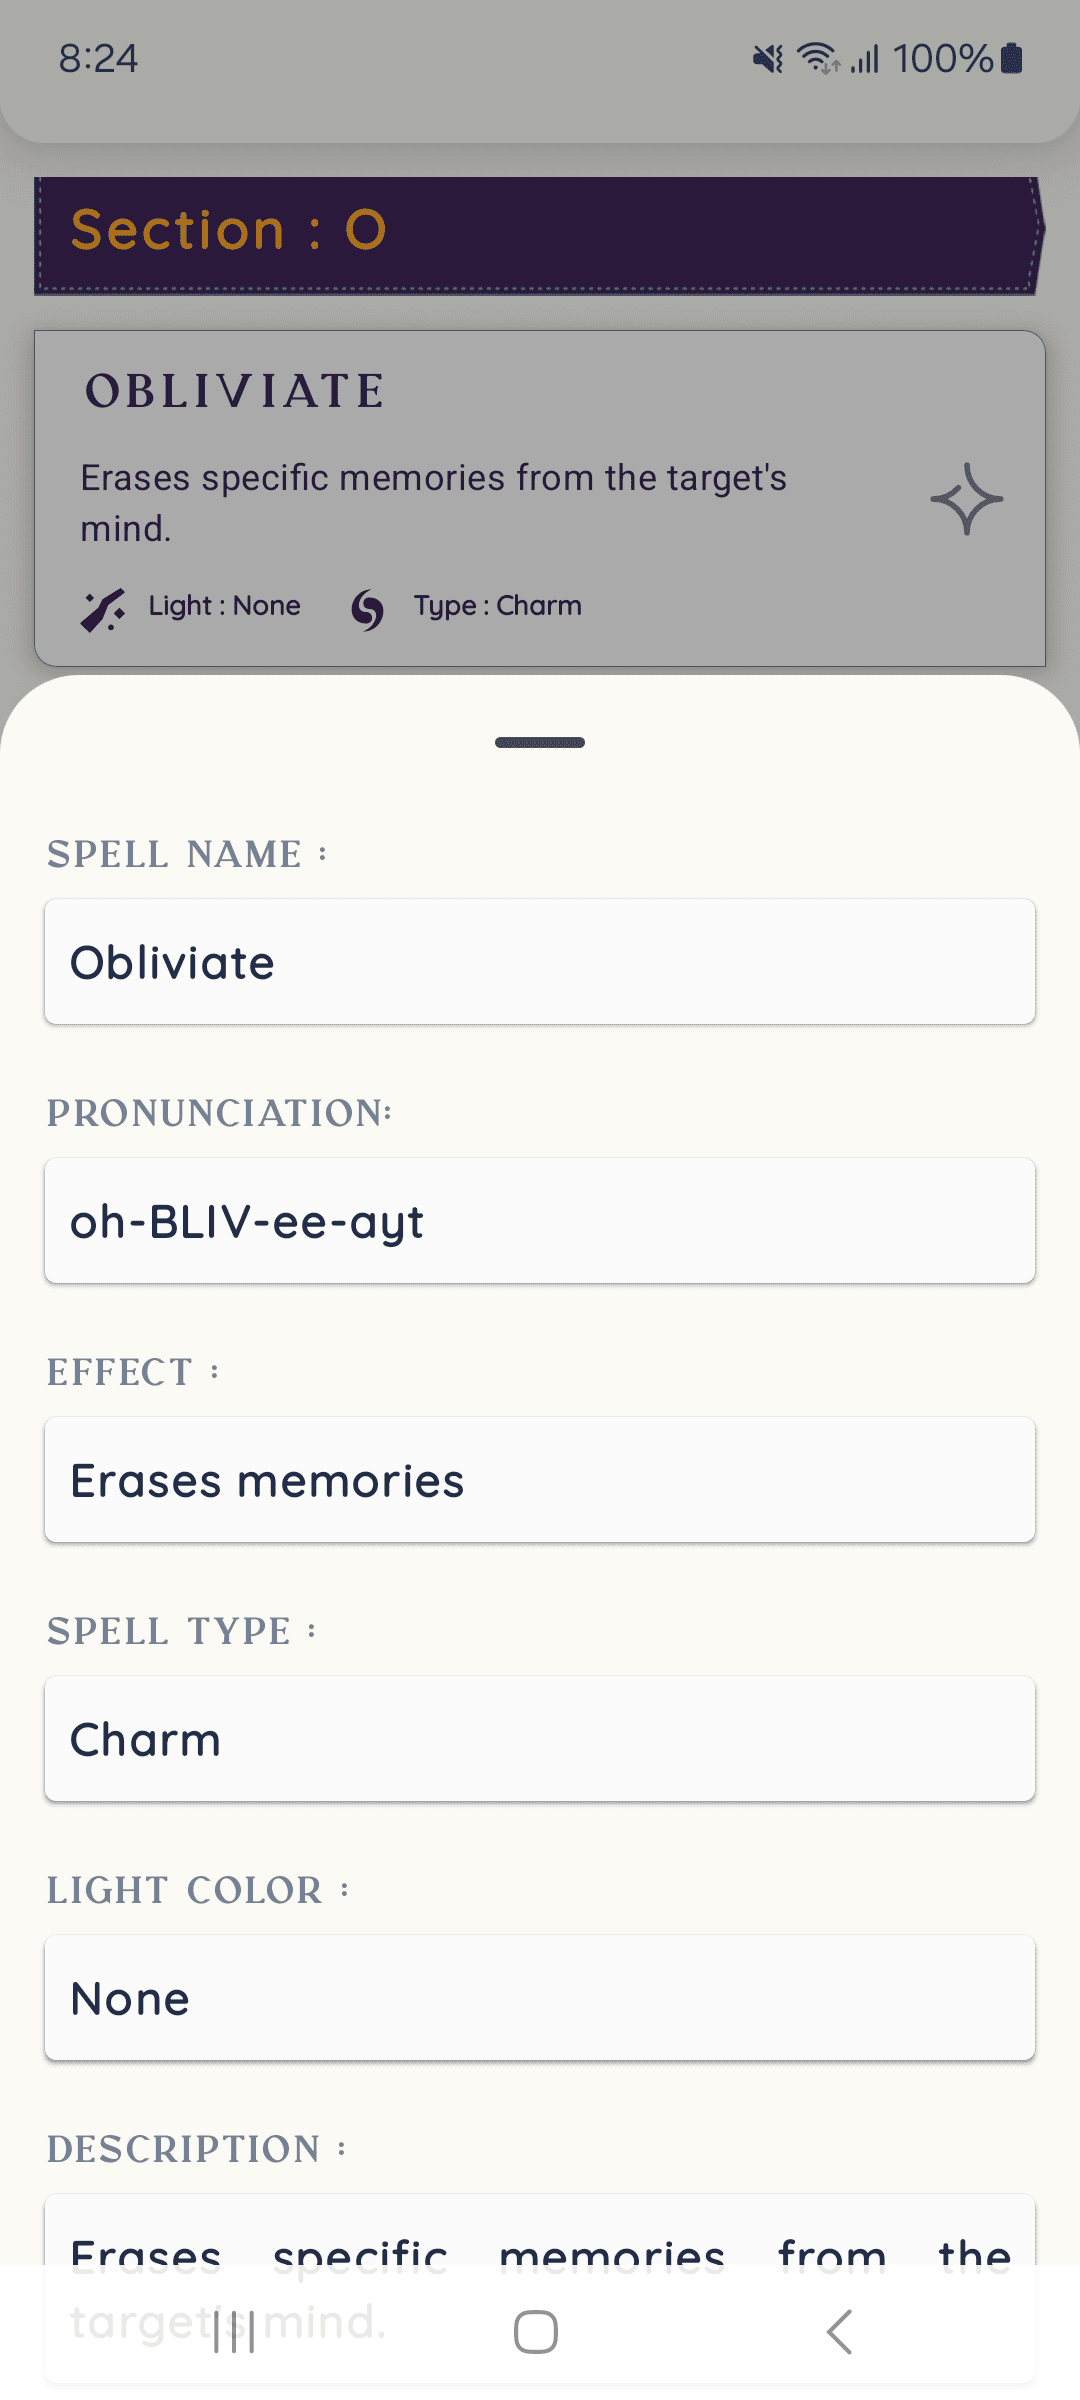 8:24
100%
Section : O
OBLIVIATE
Erases specific memories from the target's
mind.
Light : None
Type : Charm
SPELL NAME :
Obliviate
PRONUNCIATION:
oh-BLIV-ee-ayt
EFFECT :
Erases memories
SPELL TYPE :
Charm
LIGHT COLOR :
None
DESCRIPTION :
Erases specific memories from the
target's mind.